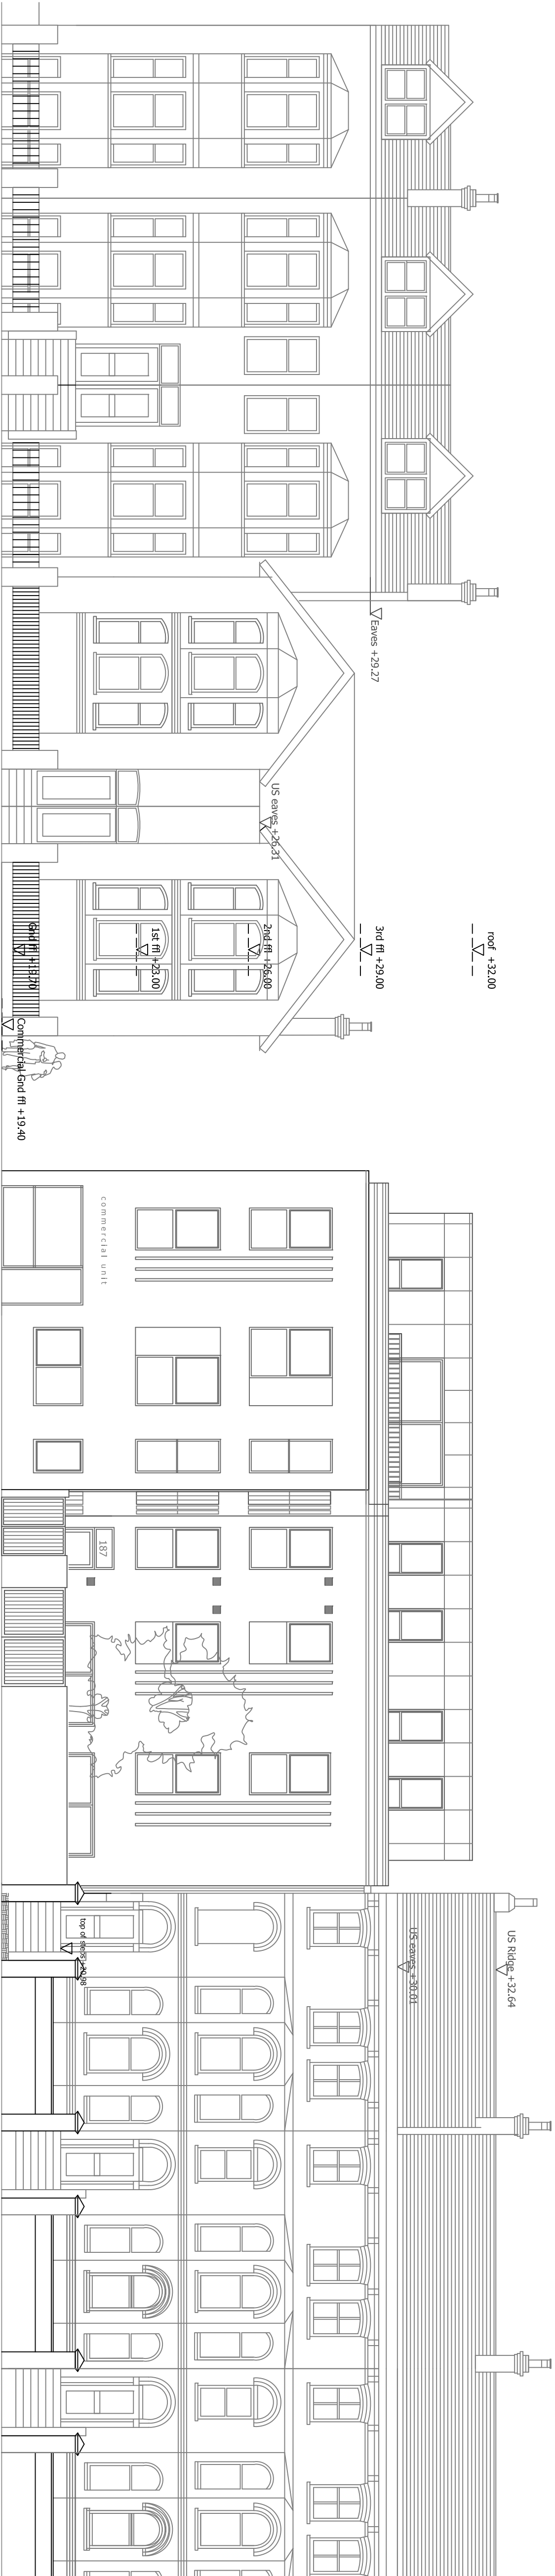 Eaves +29.27
US eaves +26.31
roof +32.00
3rd ffl +29.00
2nd ffl +26.00
1st ffl +23.00
Gnd ffl +19.70
Commercial Gnd ffl +19.40
commercial unit
187
US Ridge +32.64
US eaves +30.01
top of steps +20.98